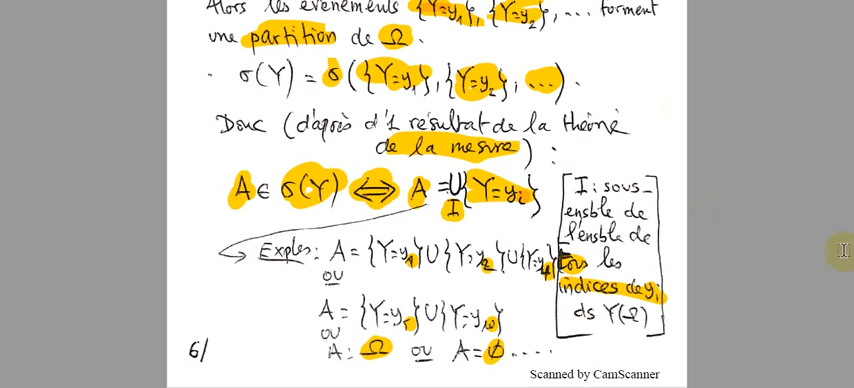 Alors les évènements {Y=y₁}, {Y=y₂}, ... forment
une partition de Ω.
. σ(Y) = σ({Y=y₁}, {Y=y₂}, ...).
Donc (d'après d'1 résultat de la théorie
de la mesure) :
A ∈ σ(Y) ⟺ A = ∪ {Y=yᵢ}
I
[I : sous-
ensble de
l'ensble de
tous les
indices de yᵢ
ds Y(Ω)]
Exples: A = {Y=y₁} ∪ {Y=y₂} ∪ {Y=y₄}
ou
A = {Y=y₅} ∪ {Y=y₁₀}
ou
A = Ω ou A = ∅ ....
6/
Scanned by CamScanner